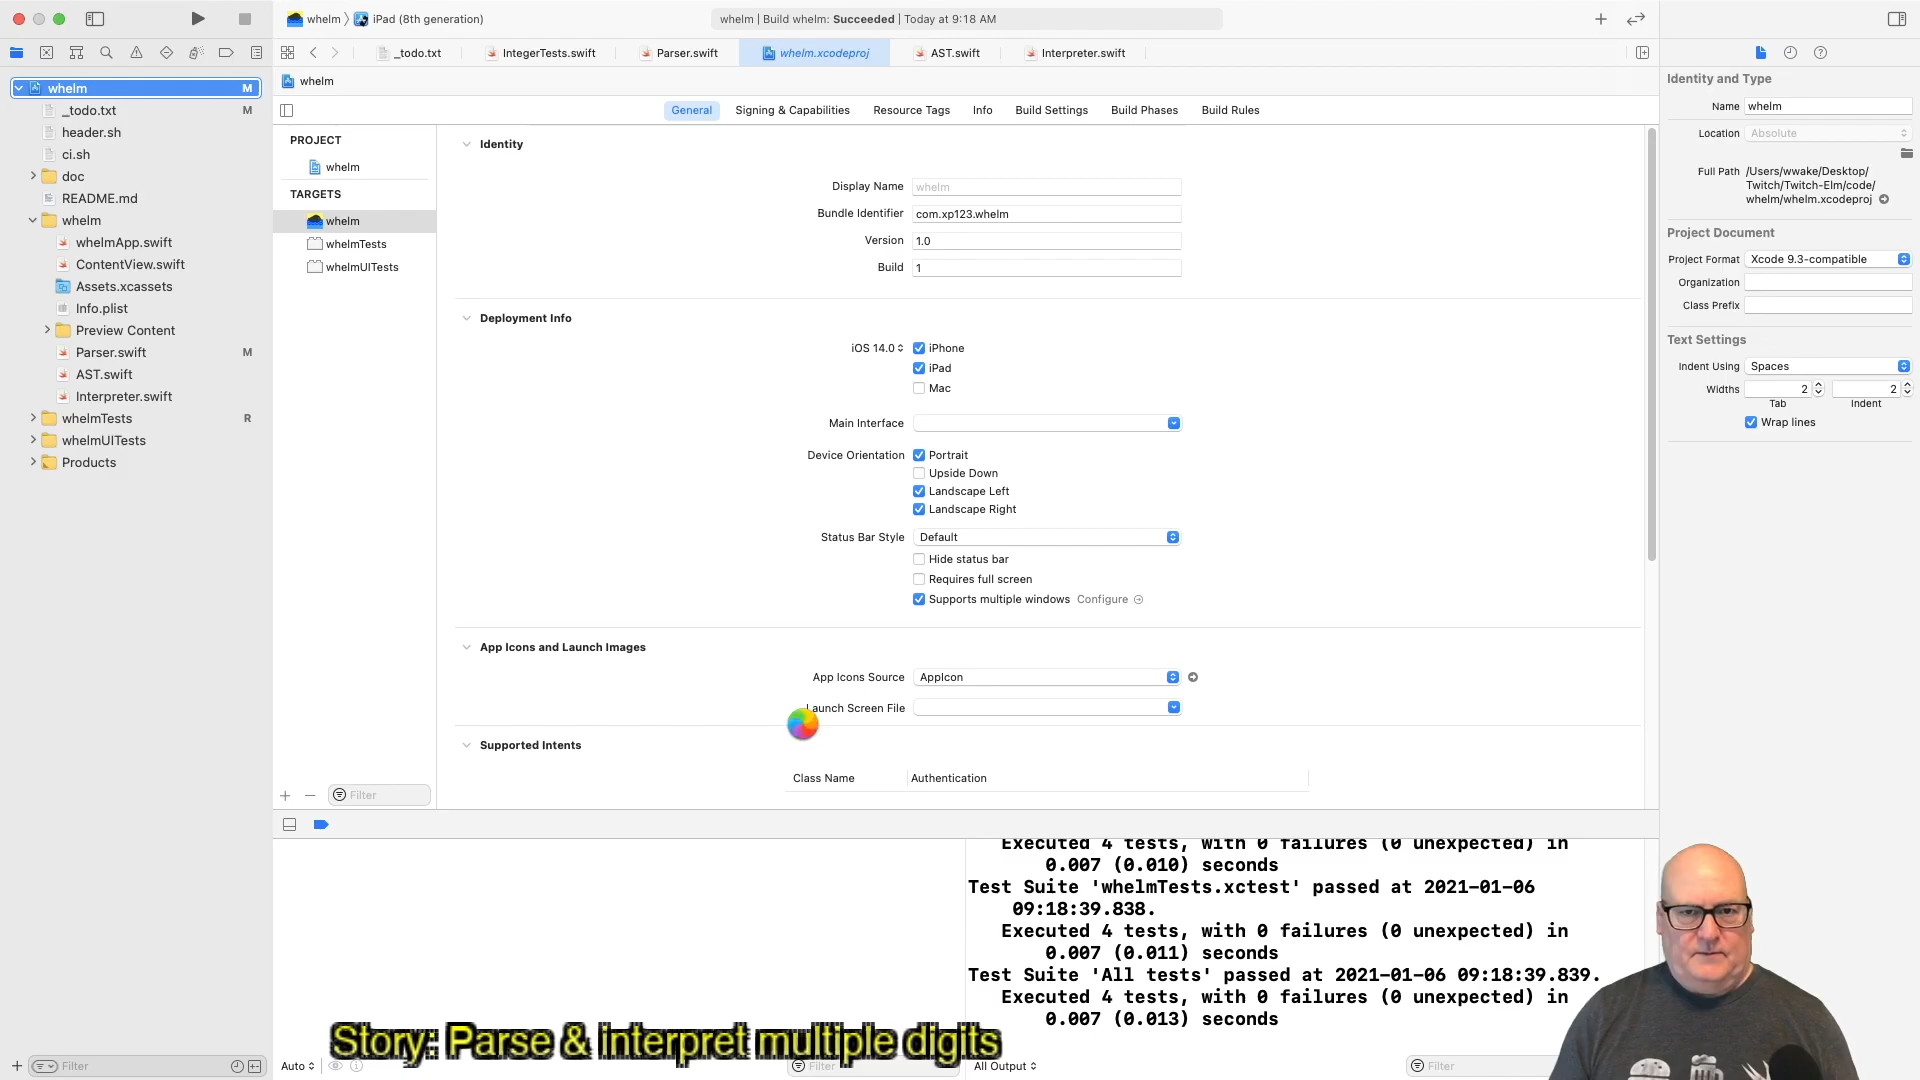 whelm
iPad (8th generation)
whelm | Build whelm: Succeeded | Today at 9:18 AM
_todo.txt
IntegerTests.swift
Parser.swift
whelm.xcodeproj
AST.swift
Interpreter.swift
whelm
whelm M
_todo.txt M
header.sh
ci.sh
doc
README.md
whelm
whelmApp.swift
ContentView.swift
Assets.xcassets
Info.plist
Preview Content
Parser.swift M
AST.swift
Interpreter.swift
whelmTests R
whelmUITests
Products
Filter
General
Signing & Capabilities
Resource Tags
Info
Build Settings
Build Phases
Build Rules
PROJECT
whelm
TARGETS
whelm
whelmTests
whelmUITests
Filter
Identity
Display Name whelm
Bundle Identifier com.xp123.whelm
Version 1.0
Build 1
Deployment Info
iOS 14.0 iPhone
iPad
Mac
Main Interface
Device Orientation Portrait
Upside Down
Landscape Left
Landscape Right
Status Bar Style Default
Hide status bar
Requires full screen
Supports multiple windows Configure
App Icons and Launch Images
App Icons Source AppIcon
Launch Screen File
Supported Intents
Class Name Authentication
Executed 4 tests, with 0 failures (0 unexpected) in
0.007 (0.010) seconds
Test Suite 'whelmTests.xctest' passed at 2021-01-06
09:18:39.838.
Executed 4 tests, with 0 failures (0 unexpected) in
0.007 (0.011) seconds
Test Suite 'All tests' passed at 2021-01-06 09:18:39.839.
Executed 4 tests, with 0 failures (0 unexpected) in
0.007 (0.013) seconds
Story: Parse & interpret multiple digits
Auto
Filter
All Output
Filter
Identity and Type
Name whelm
Location Absolute
Full Path /Users/wwake/Desktop/
Twitch/Twitch-Elm/code/
whelm/whelm.xcodeproj
Project Document
Project Format Xcode 9.3-compatible
Organization
Class Prefix
Text Settings
Indent Using Spaces
Widths 2 2
Tab Indent
Wrap lines